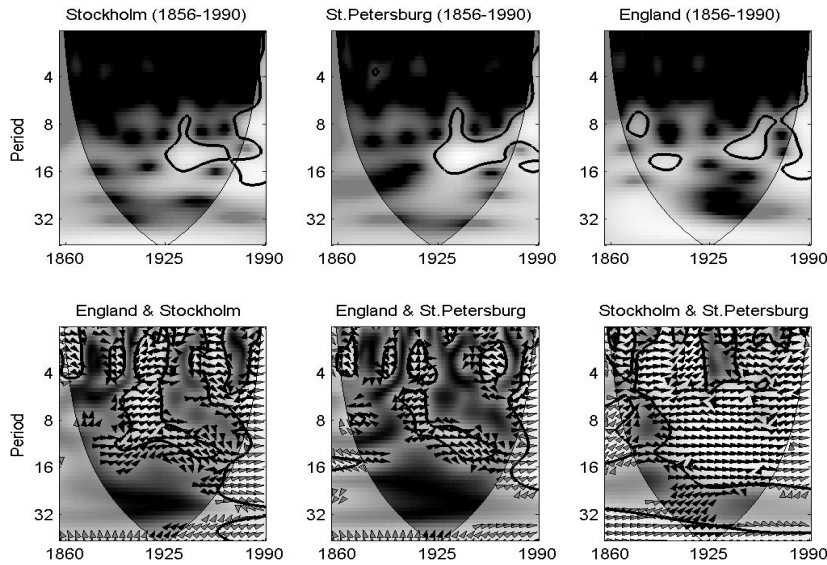 Stockholm (1856-1990)
St.Petersburg (1856-1990)
England (1856-1990)
Period
4
8
16
32
1860 1925 1990
4
8
16
32
1860 1925 1990
4
8
16
32
1860 1925 1990
England & Stockholm
England & St.Petersburg
Stockholm & St.Petersburg
Period
4
8
16
32
1860 1925 1990
4
8
16
32
1860 1925 1990
4
8
16
32
1860 1925 1990